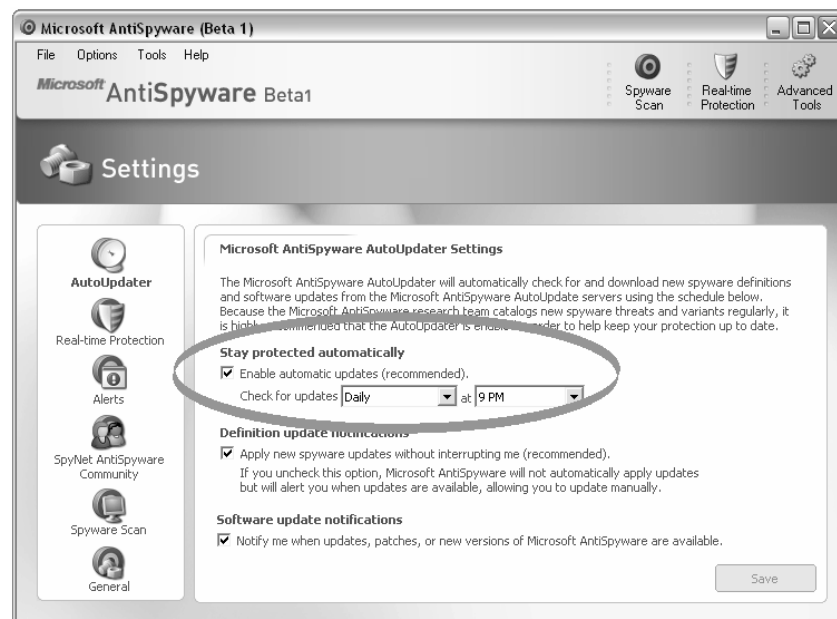 Microsoft AntiSpyware (Beta 1)
File Options Tools Help
Microsoft AntiSpyware Beta1
Spyware Scan
Real-time Protection
Advanced Tools
Settings
AutoUpdater
Real-time Protection
Alerts
SpyNet AntiSpyware
Community
Spyware Scan
General
Microsoft AntiSpyware AutoUpdater Settings
The Microsoft AntiSpyware AutoUpdater will automatically check for and download new spyware definitions
and software updates from the Microsoft AntiSpyware AutoUpdate servers using the schedule below.
Because the Microsoft AntiSpyware research team catalogs new spyware threats and variants regularly, it
is highly recommended that the AutoUpdater is enabled in order to help keep your protection up to date.
Stay protected automatically
Enable automatic updates (recommended).
Check for updates Daily at 9 PM
Definition update notifications
Apply new spyware updates without interrupting me (recommended).
If you uncheck this option, Microsoft AntiSpyware will not automatically apply updates
but will alert you when updates are available, allowing you to update manually.
Software update notifications
Notify me when updates, patches, or new versions of Microsoft AntiSpyware are available.
Save